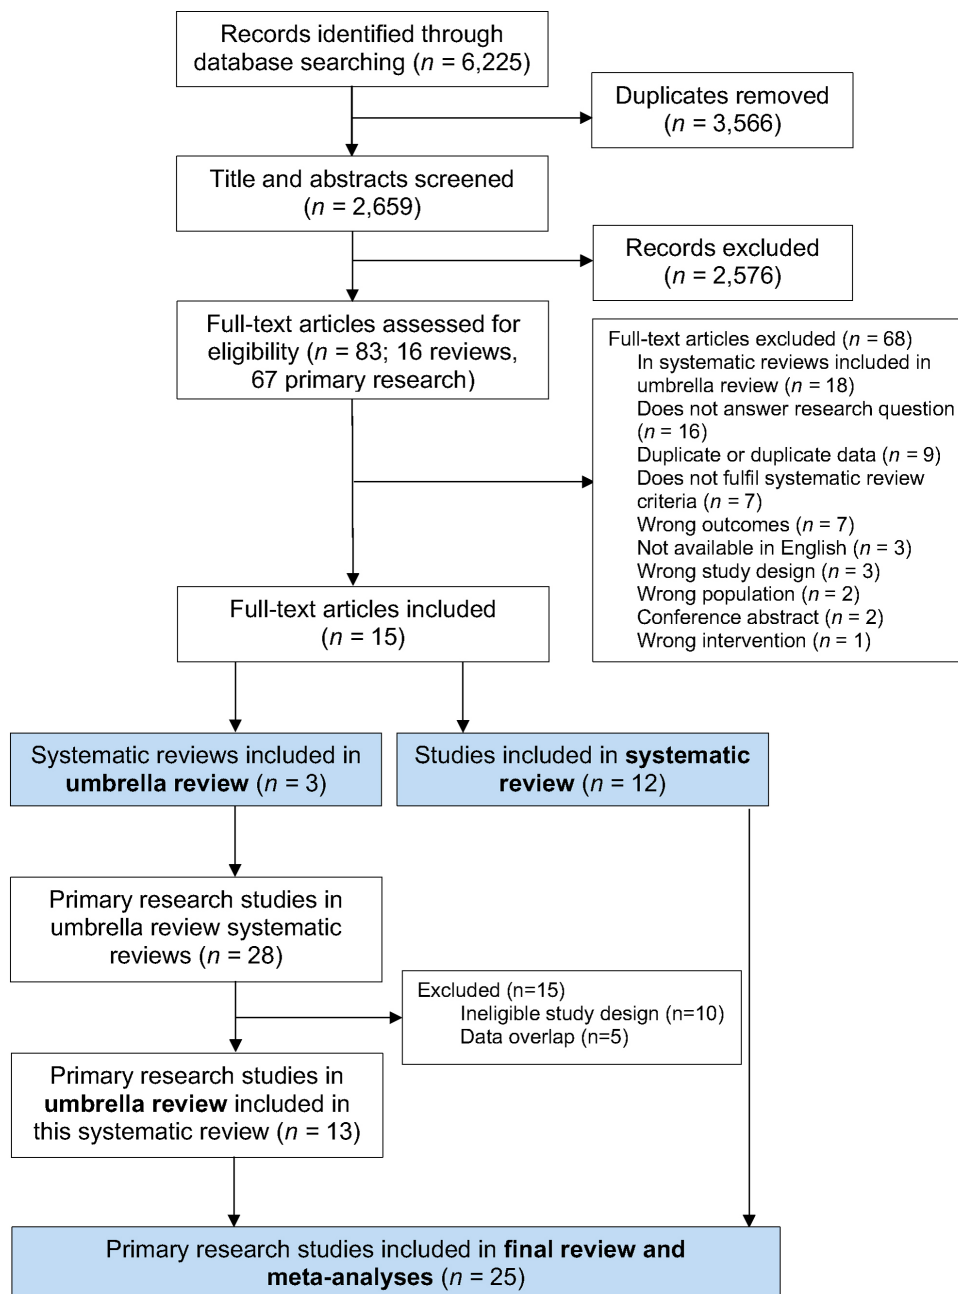 Records identified through
database searching (n = 6,225)
Duplicates removed
(n = 3,566)
Title and abstracts screened
(n = 2,659)
Records excluded
(n = 2,576)
Full-text articles assessed for
eligibility (n = 83; 16 reviews,
67 primary research)
Full-text articles excluded (n = 68)
In systematic reviews included in
umbrella review (n = 18)
Does not answer research question
(n = 16)
Duplicate or duplicate data (n = 9)
Does not fulfil systematic review
criteria (n = 7)
Wrong outcomes (n = 7)
Not available in English (n = 3)
Wrong study design (n = 3)
Wrong population (n = 2)
Conference abstract (n = 2)
Wrong intervention (n = 1)
Full-text articles included
(n = 15)
Systematic reviews included in
umbrella review (n = 3)
Studies included in systematic
review (n = 12)
Primary research studies in
umbrella review systematic
reviews (n = 28)
Excluded (n=15)
Ineligible study design (n=10)
Data overlap (n=5)
Primary research studies in
umbrella review included in
this systematic review (n = 13)
Primary research studies included in final review and
meta-analyses (n = 25)